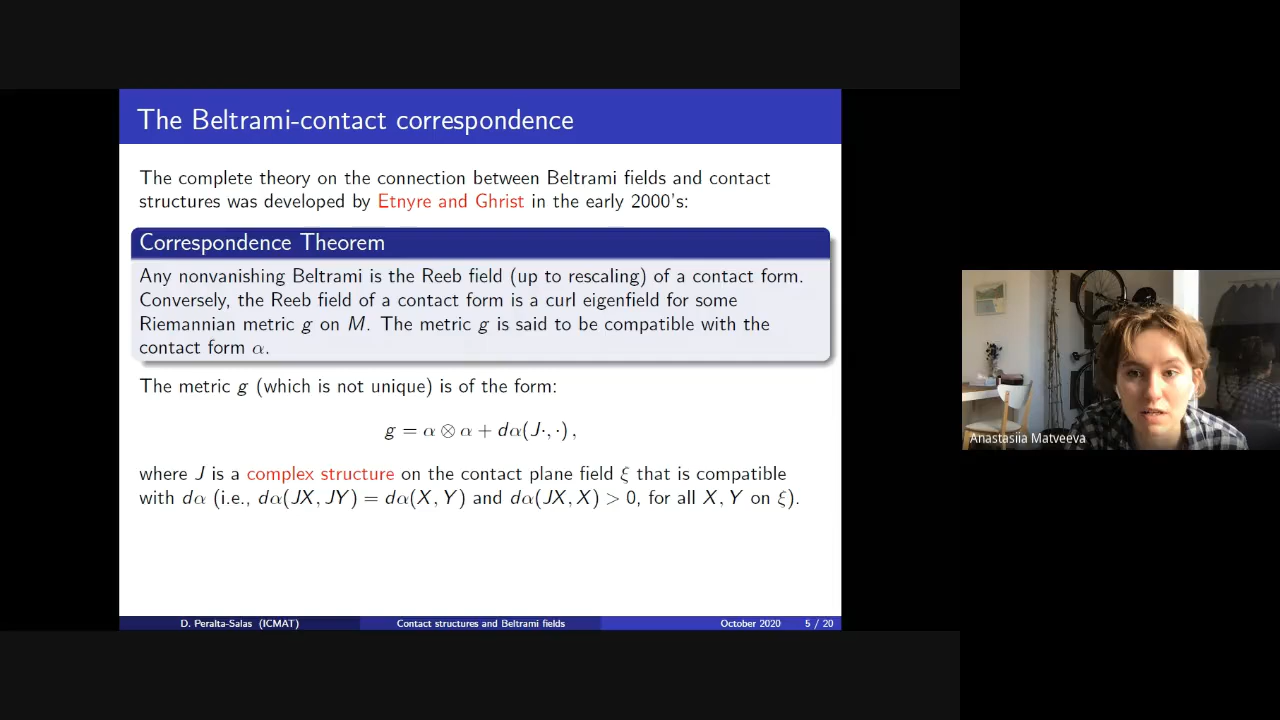 The Beltrami-contact correspondence
The complete theory on the connection between Beltrami fields and contact
structures was developed by Etnyre and Ghrist in the early 2000's:
Correspondence Theorem
Any nonvanishing Beltrami is the Reeb field (up to rescaling) of a contact form.
Conversely, the Reeb field of a contact form is a curl eigenfield for some
Riemannian metric g on M. The metric g is said to be compatible with the
contact form α.
The metric g (which is not unique) is of the form:
g = α ⊗ α + dα(J·, ·) ,
where J is a complex structure on the contact plane field ξ that is compatible
with dα (i.e., dα(JX, JY) = dα(X, Y) and dα(JX, X) > 0, for all X, Y on ξ).
D. Peralta-Salas (ICMAT) Contact structures and Beltrami fields October 2020 5 / 20
Anastasiia Matveeva